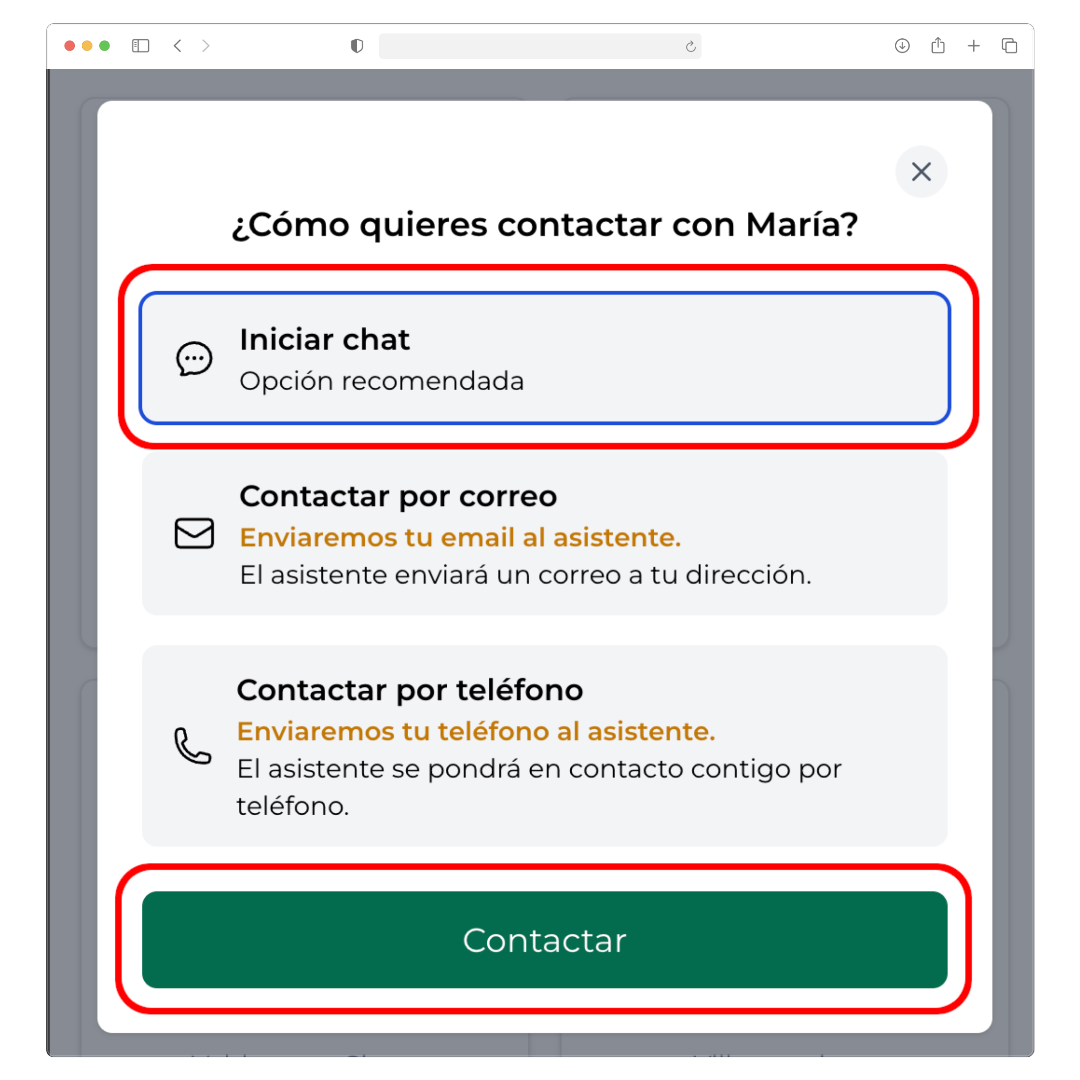 ¿Cómo quieres contactar con María?
Iniciar chat
Opción recomendada
Contactar por correo
Enviaremos tu email al asistente.
El asistente enviará un correo a tu dirección.
Contactar por teléfono
Enviaremos tu teléfono al asistente.
El asistente se pondrá en contacto contigo por
teléfono.
Contactar